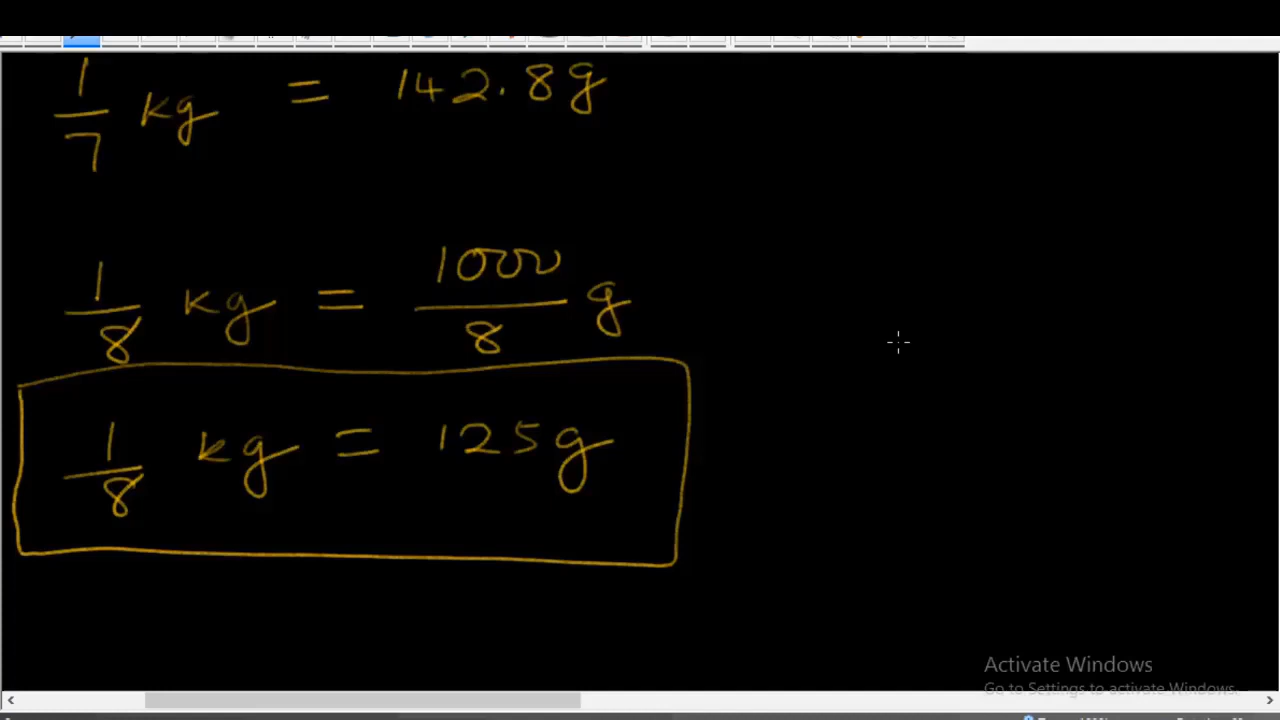 1/7 kg = 142.8g
1/8 kg = 1000/8 g
1/8 kg = 125g
Activate Windows
Go to Settings to activate Windows.